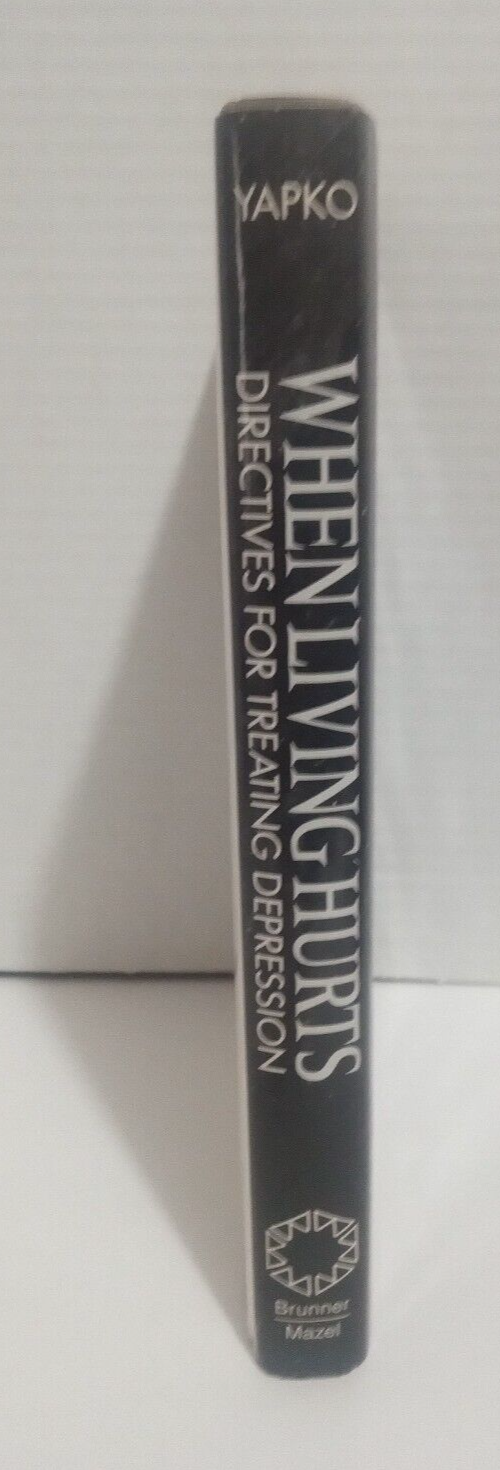 YAPKO
WHEN LIVING HURTS
DIRECTIVES FOR TREATING DEPRESSION
Brunner
Mazel